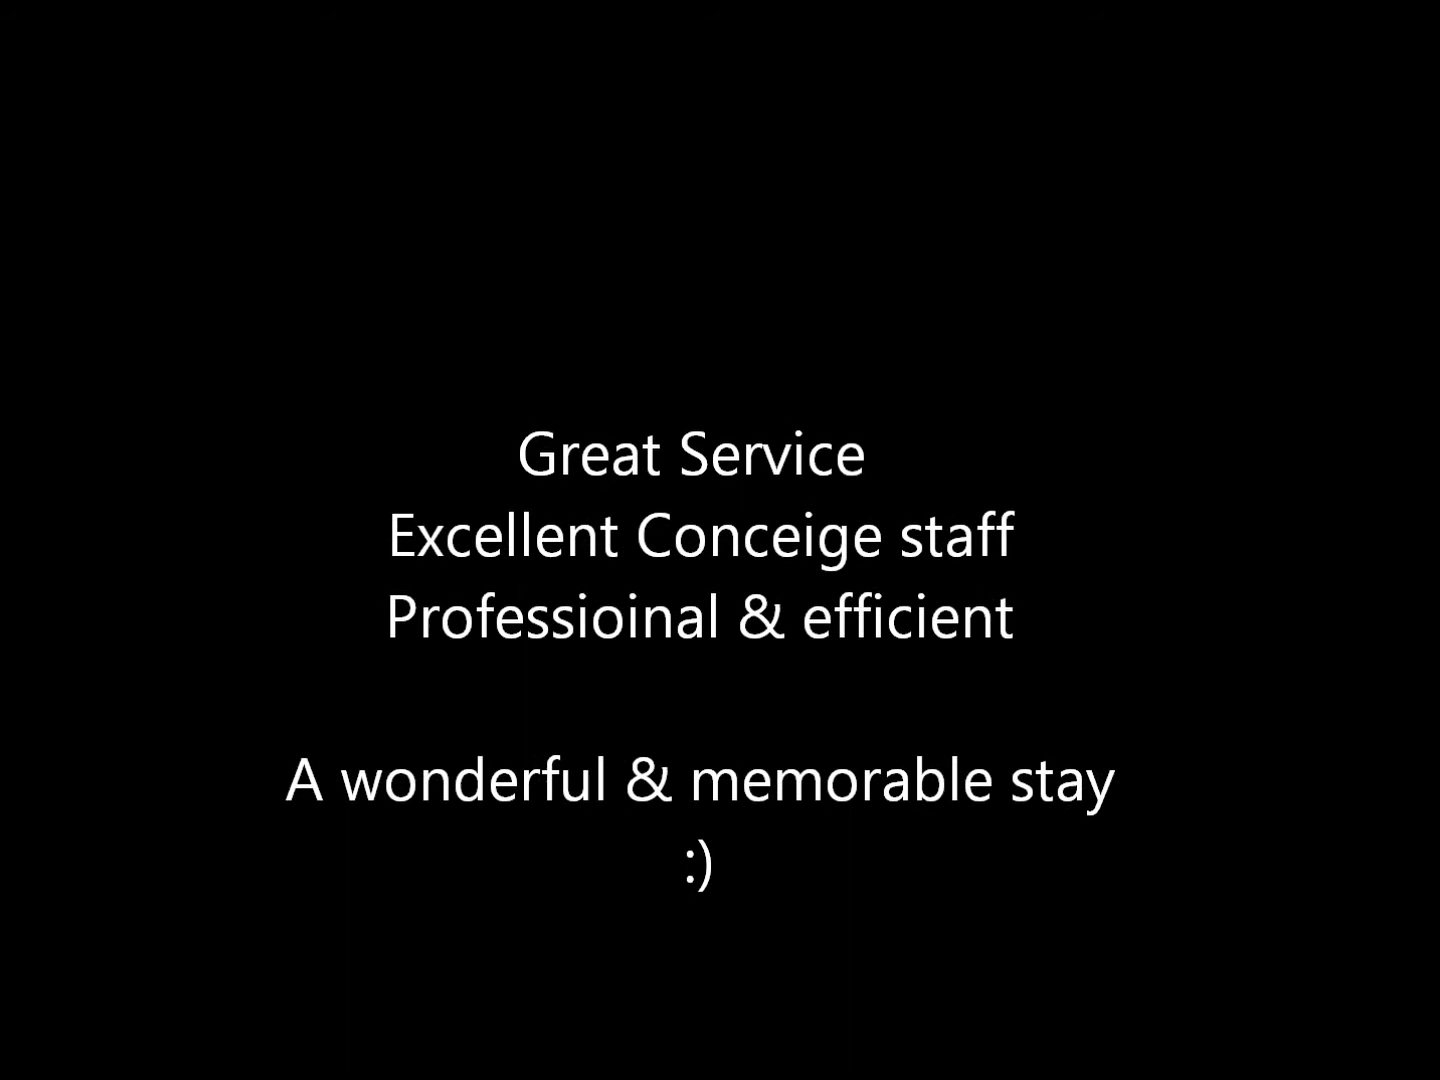 Great Service
Excellent Conceige staff
Professioinal & efficient
A wonderful & memorable stay
:)